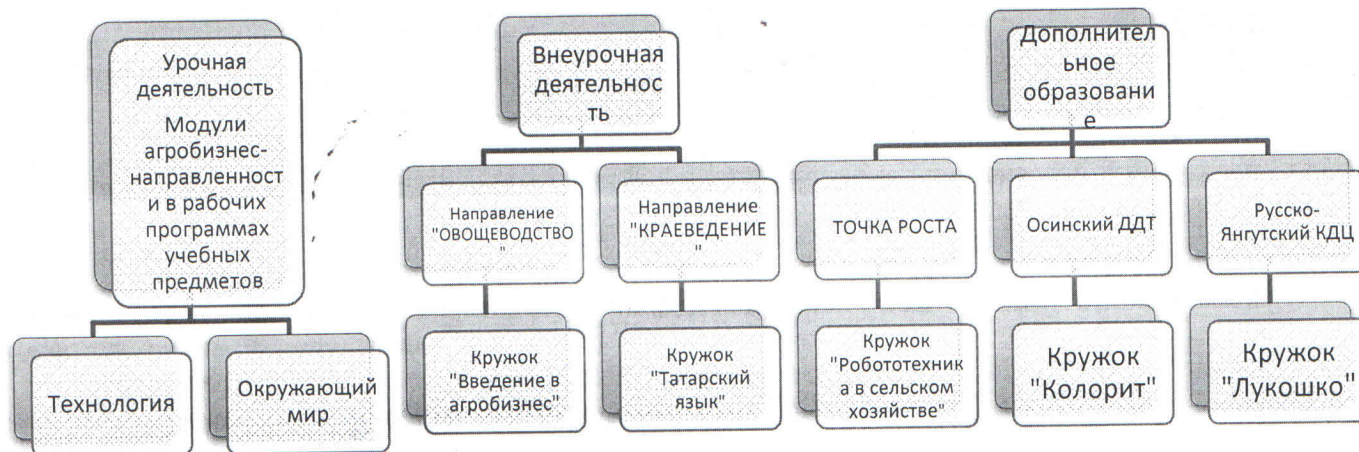 Урочная
деятельность
Модули
агробизнес-
направленност
и в рабочих
программах
учебных
предметов
Технология
Окружающий
мир
Внеурочная
деятельнос
ть
Направление
"ОВОЩЕВОДСТВО
"
Направление
"КРАЕВЕДЕНИЕ
"
Кружок
"Введение в
агробизнес"
Кружок
"Татарский
язык"
Дополнител
ьное
образовани
е
ТОЧКА РОСТА
Осинский ДДТ
Русско-
Янгутский КДЦ
Кружок
"Робототехник
а в сельском
хозяйстве"
Кружок
"Колорит"
Кружок
"Лукошко"